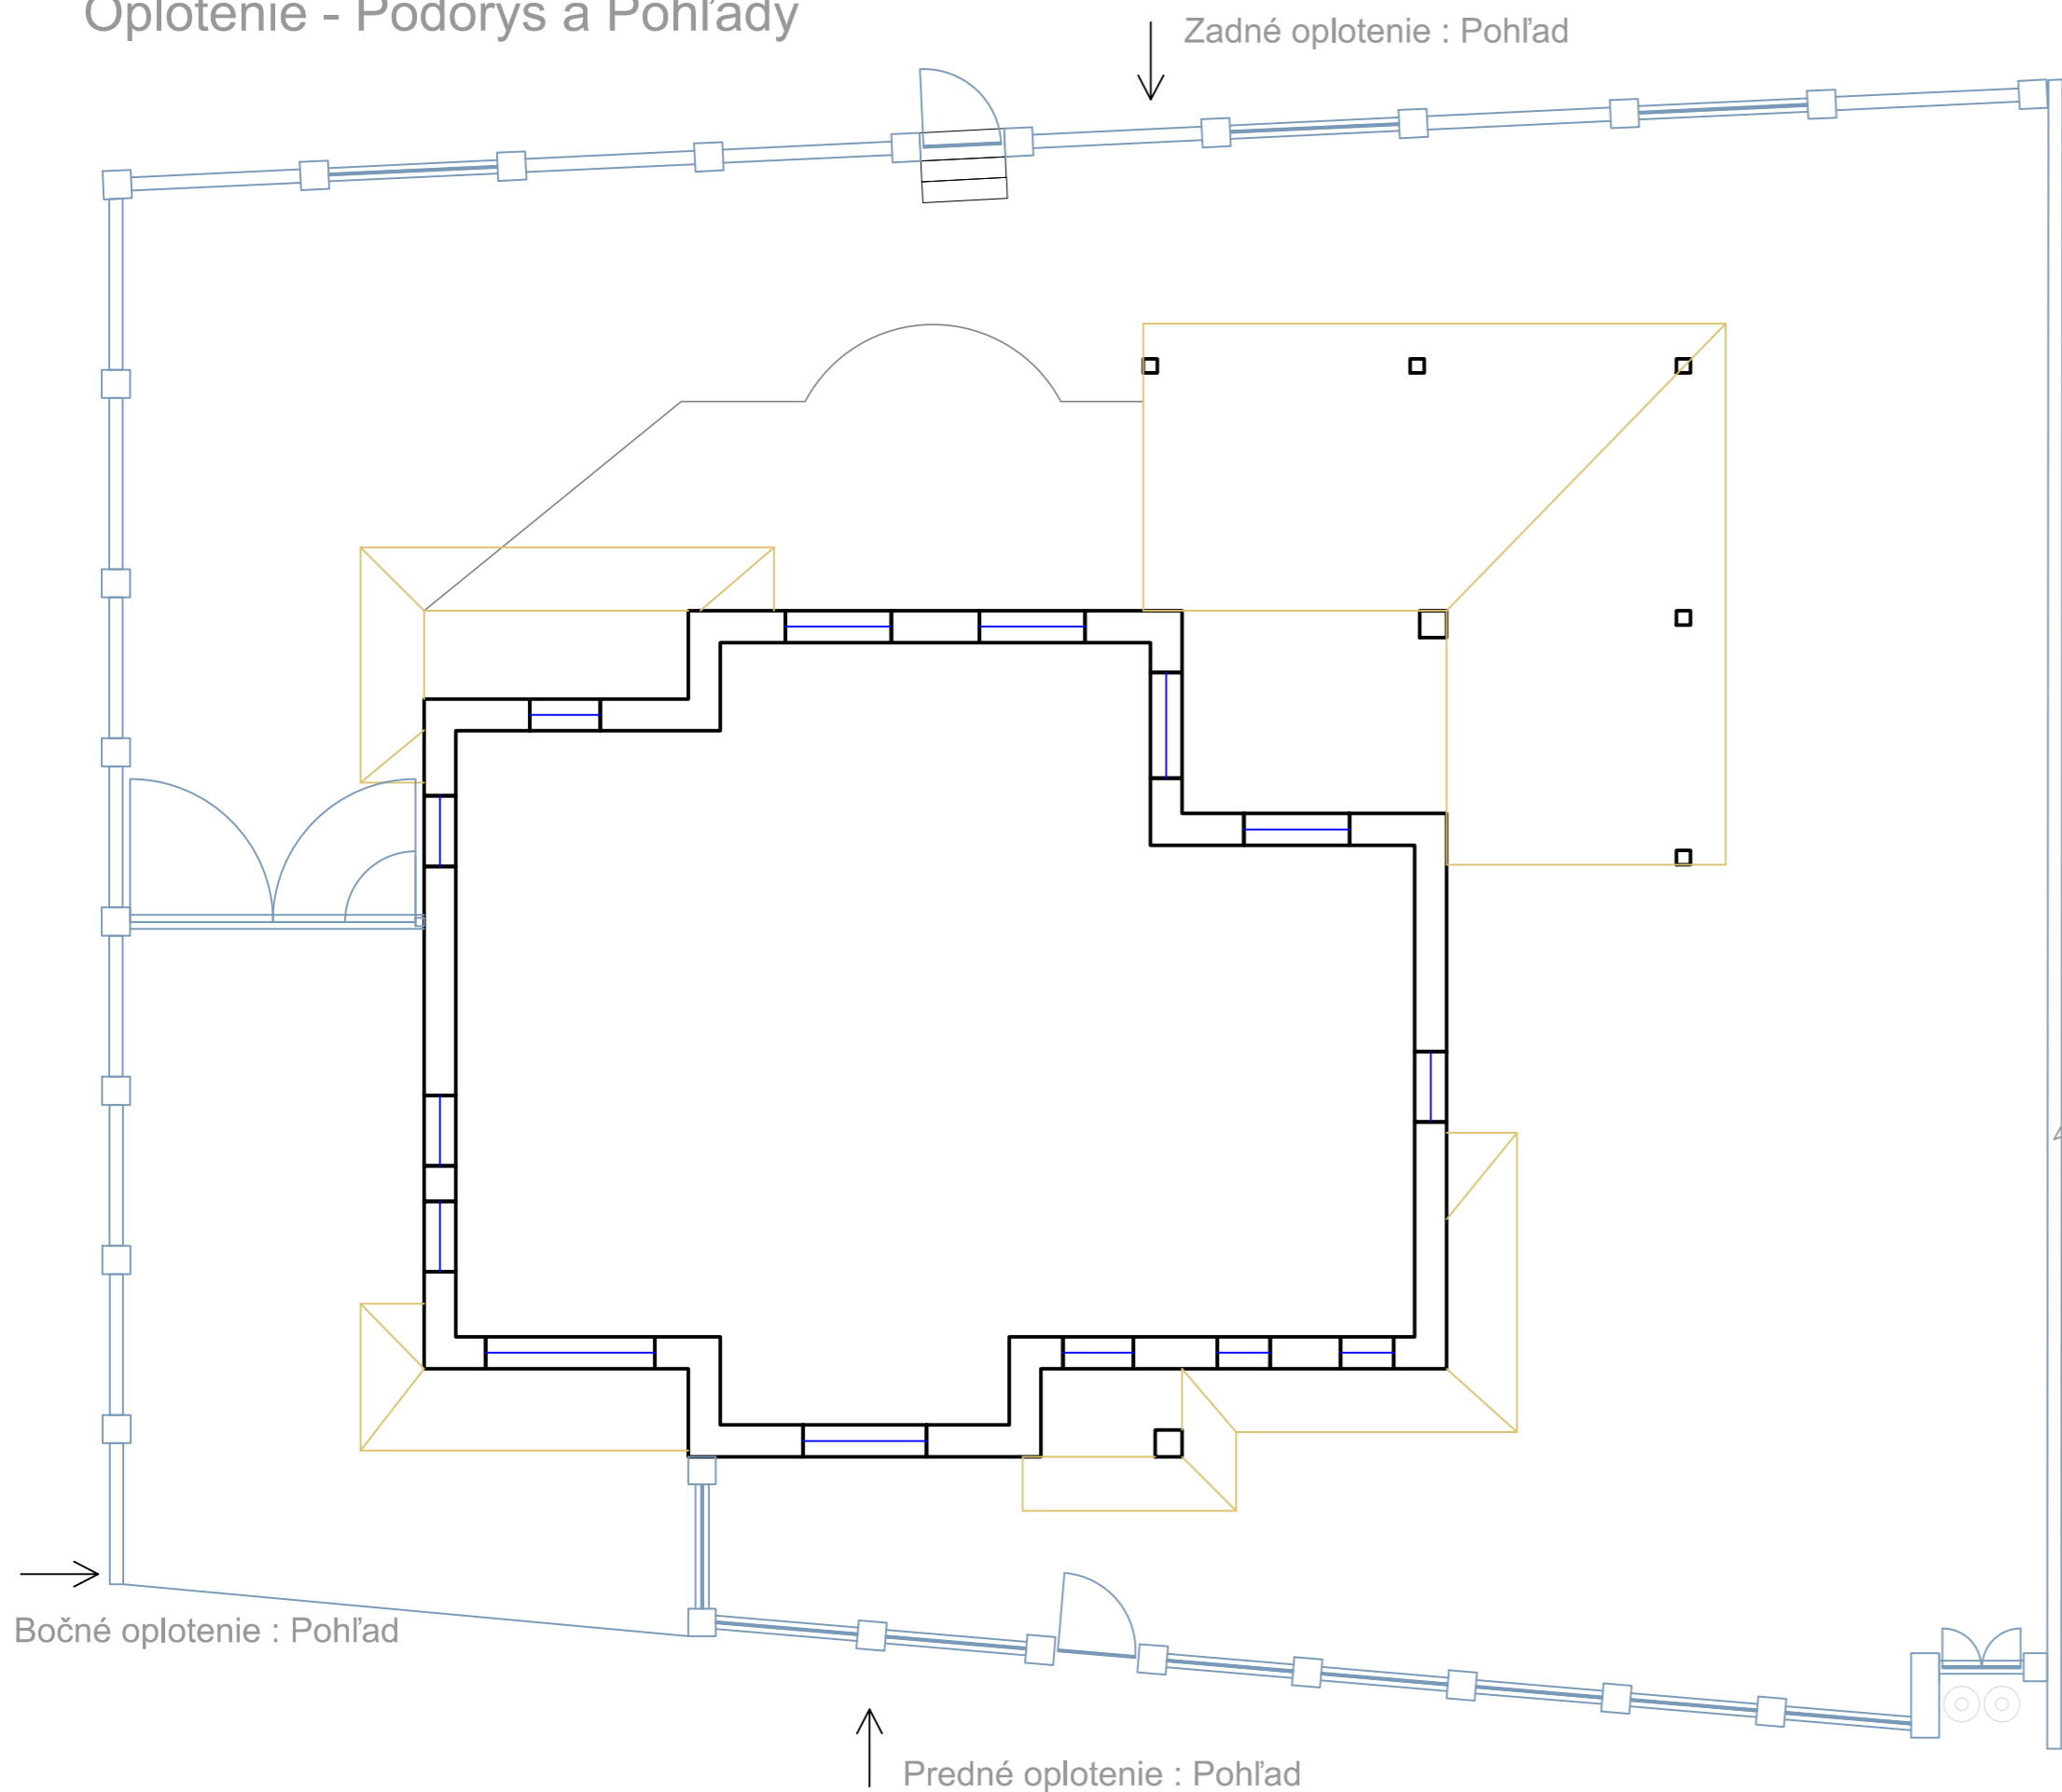 Oplotenie - Podorys a Pohľady
Zadné oplotenie : Pohľad
Bočné oplotenie : Pohľad
Predné oplotenie : Pohľad